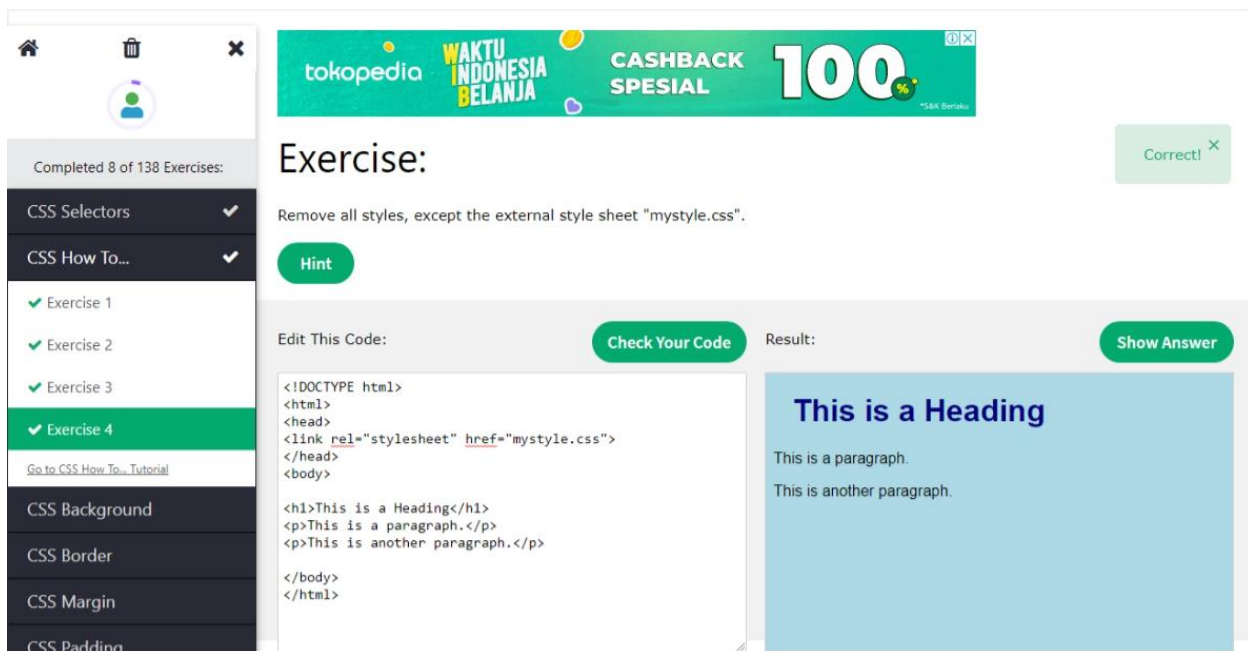 tokopedia
WAKTU
INDONESIA
BELANJA
CASHBACK
SPESIAL
100%
*S&K Berlaku
Completed 8 of 138 Exercises:
CSS Selectors
CSS How To...
Exercise 1
Exercise 2
Exercise 3
Exercise 4
Go to CSS How To... Tutorial
CSS Background
CSS Border
CSS Margin
CSS Padding
Exercise:
Correct! ×
Remove all styles, except the external style sheet "mystyle.css".
Hint
Edit This Code:
Check Your Code
<!DOCTYPE html>
<html>
<head>
<link rel="stylesheet" href="mystyle.css">
</head>
<body>
<h1>This is a Heading</h1>
<p>This is a paragraph.</p>
<p>This is another paragraph.</p>
</body>
</html>
Result:
Show Answer
This is a Heading
This is a paragraph.
This is another paragraph.